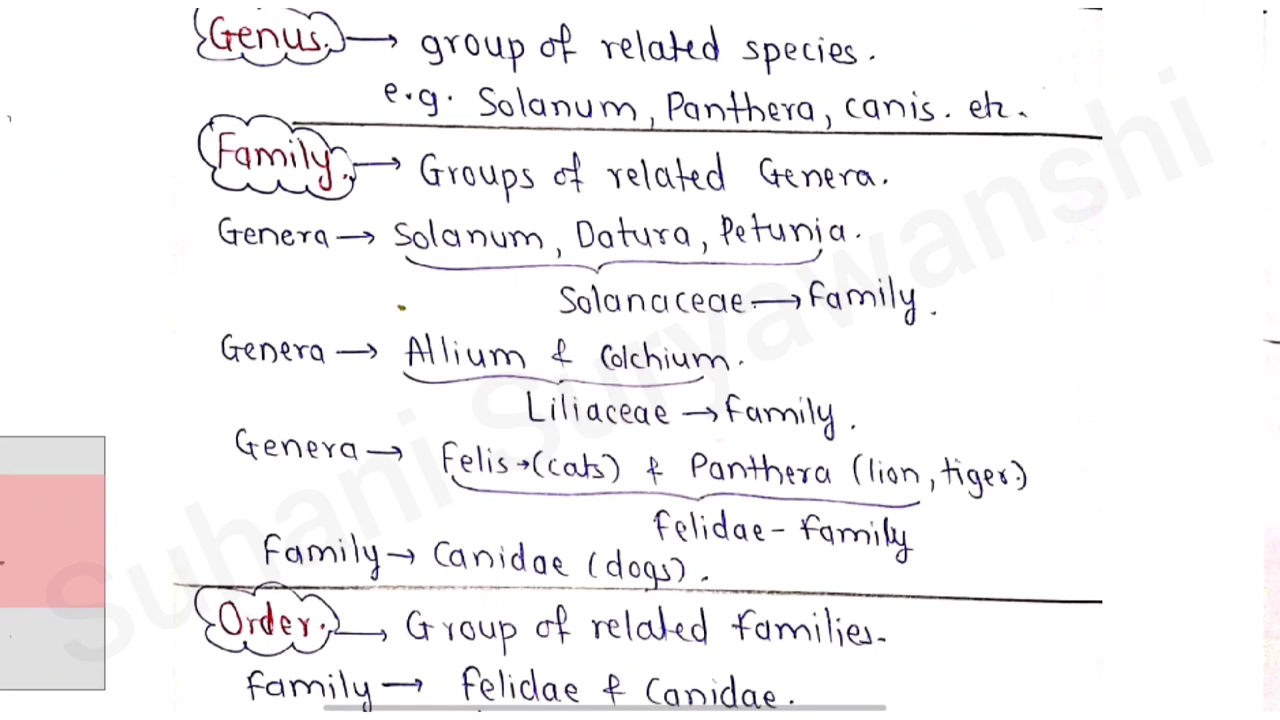 Genus. → group of related species.
e.g. Solanum, Panthera, canis. etc.
Family. → Groups of related Genera.
Genera → Solanum, Datura, Petunia.
Solanaceae → family.
Genera → Allium & Colchium.
Liliaceae → family.
Genera → Felis → (cats) & Panthera (lion, tiger.)
Felidae - family
family → Canidae (dogs).
Order. → Group of related families.
family → felidae & Canidae.
Suhani Suryawanshi